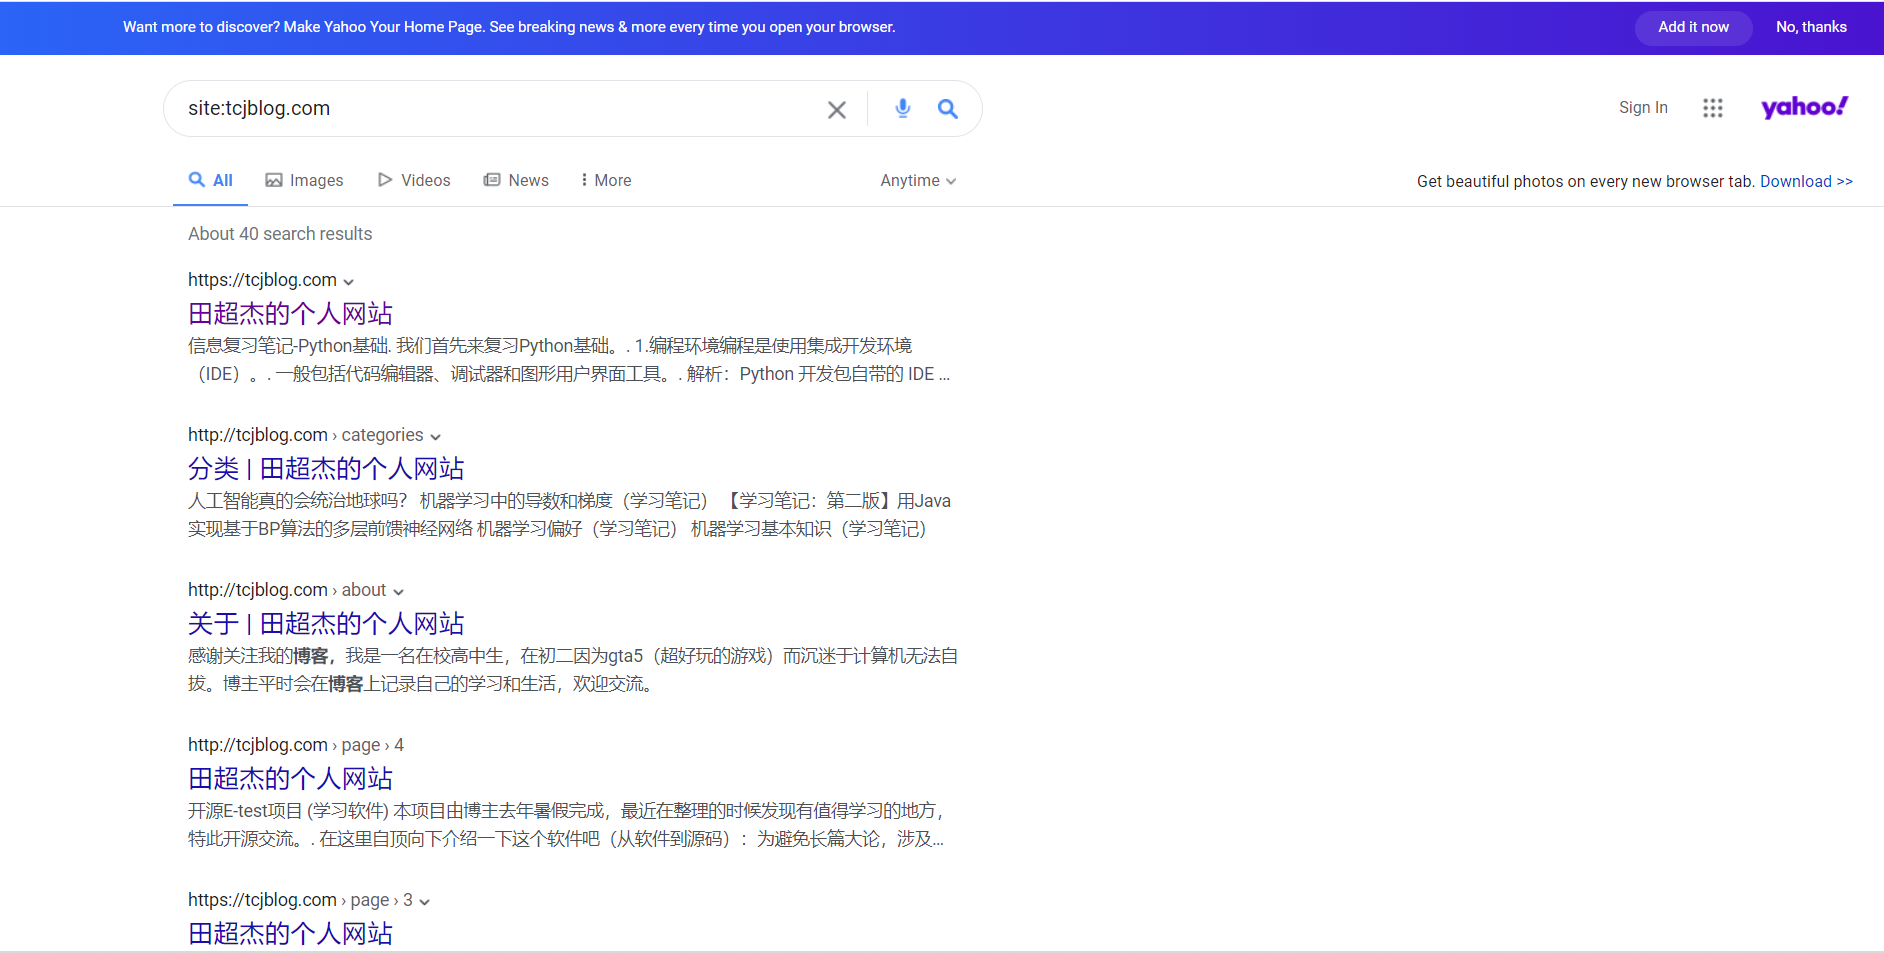 Want more to discover? Make Yahoo Your Home Page. See breaking news & more every time you open your browser.
Add it now
No, thanks
site:tcjblog.com
Sign In
yahoo!
All
Images
Videos
News
More
Anytime
Get beautiful photos on every new browser tab. Download >>
About 40 search results
https://tcjblog.com
田超杰的个人网站
信息复习笔记-Python基础. 我们首先来复习Python基础。. 1.编程环境编程是使用集成开发环境
（IDE）。. 一般包括代码编辑器、调试器和图形用户界面工具。. 解析：Python 开发包自带的 IDE ...
http://tcjblog.com › categories
分类 | 田超杰的个人网站
人工智能真的会统治地球吗？ 机器学习中的导数和梯度（学习笔记） 【学习笔记：第二版】用Java
实现基于BP算法的多层前馈神经网络 机器学习偏好（学习笔记） 机器学习基本知识（学习笔记）
http://tcjblog.com › about
关于 | 田超杰的个人网站
感谢关注我的博客，我是一名在校高中生，在初二因为gta5（超好玩的游戏）而沉迷于计算机无法自
拔。博主平时会在博客上记录自己的学习和生活，欢迎交流。
http://tcjblog.com › page › 4
田超杰的个人网站
开源E-test项目 (学习软件) 本项目由博主去年暑假完成，最近在整理的时候发现有值得学习的地方，
特此开源交流。. 在这里自顶向下介绍一下这个软件吧（从软件到源码）：为避免长篇大论，涉及...
https://tcjblog.com › page › 3
田超杰的个人网站